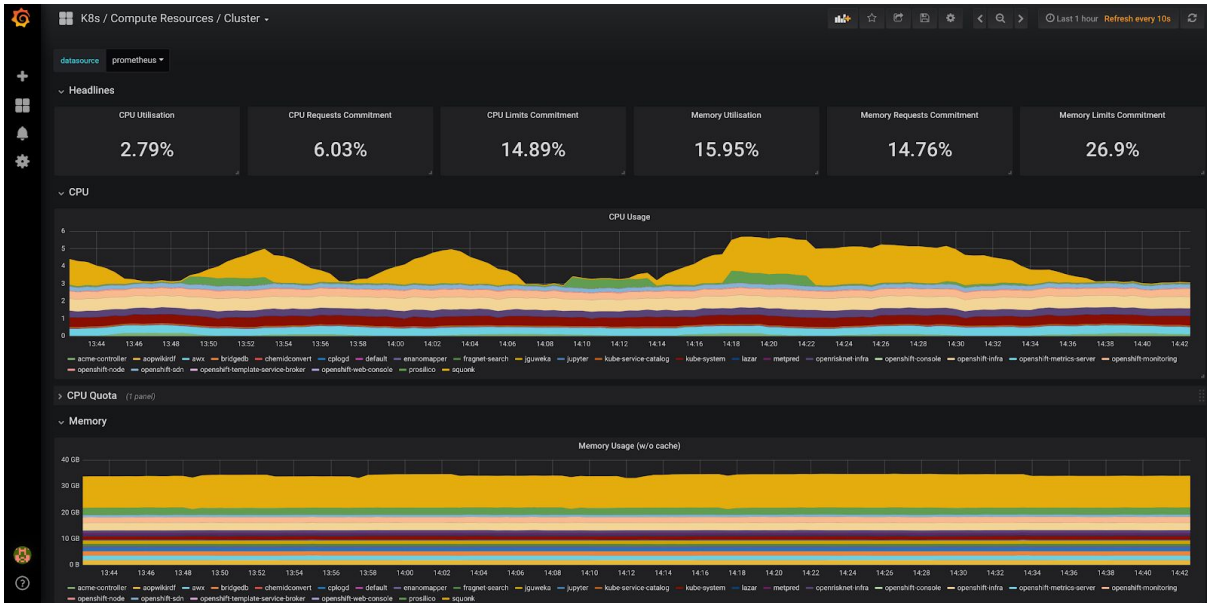 K8s / Compute Resources / Cluster
Last 1 hour Refresh every 10s
datasource prometheus
Headlines
CPU Utilisation CPU Requests Commitment CPU Limits Commitment Memory Utilisation Memory Requests Commitment Memory Limits Commitment
2.79% 6.03% 14.89% 15.95% 14.76% 26.9%
CPU
CPU Usage
6
5
4
3
2
1
0
13:44 13:46 13:48 13:50 13:52 13:54 13:56 13:58 14:00 14:02 14:04 14:06 14:08 14:10 14:12 14:14 14:16 14:18 14:20 14:22 14:24 14:26 14:28 14:30 14:32 14:34 14:36 14:38 14:40 14:42
acme-controller aopwikirdf awx bridgedb chemidconvert cplogd default enanomapper fragnet-search jguweka jupyter kube-service-catalog kube-system lazar metpred openrisknet-infra openshift-console openshift-infra openshift-metrics-server openshift-monitoring
openshift-node openshift-sdn openshift-template-service-broker openshift-web-console prosilico squonk
CPU Quota (1 panel)
Memory
Memory Usage (w/o cache)
40 GB
30 GB
20 GB
10 GB
0 B
13:44 13:46 13:48 13:50 13:52 13:54 13:56 13:58 14:00 14:02 14:04 14:06 14:08 14:10 14:12 14:14 14:16 14:18 14:20 14:22 14:24 14:26 14:28 14:30 14:32 14:34 14:36 14:38 14:40 14:42
acme-controller aopwikirdf awx bridgedb chemidconvert cplogd default enanomapper fragnet-search jguweka jupyter kube-service-catalog kube-system lazar metpred openrisknet-infra openshift-console openshift-infra openshift-metrics-server openshift-monitoring
openshift-node openshift-sdn openshift-template-service-broker openshift-web-console prosilico squonk